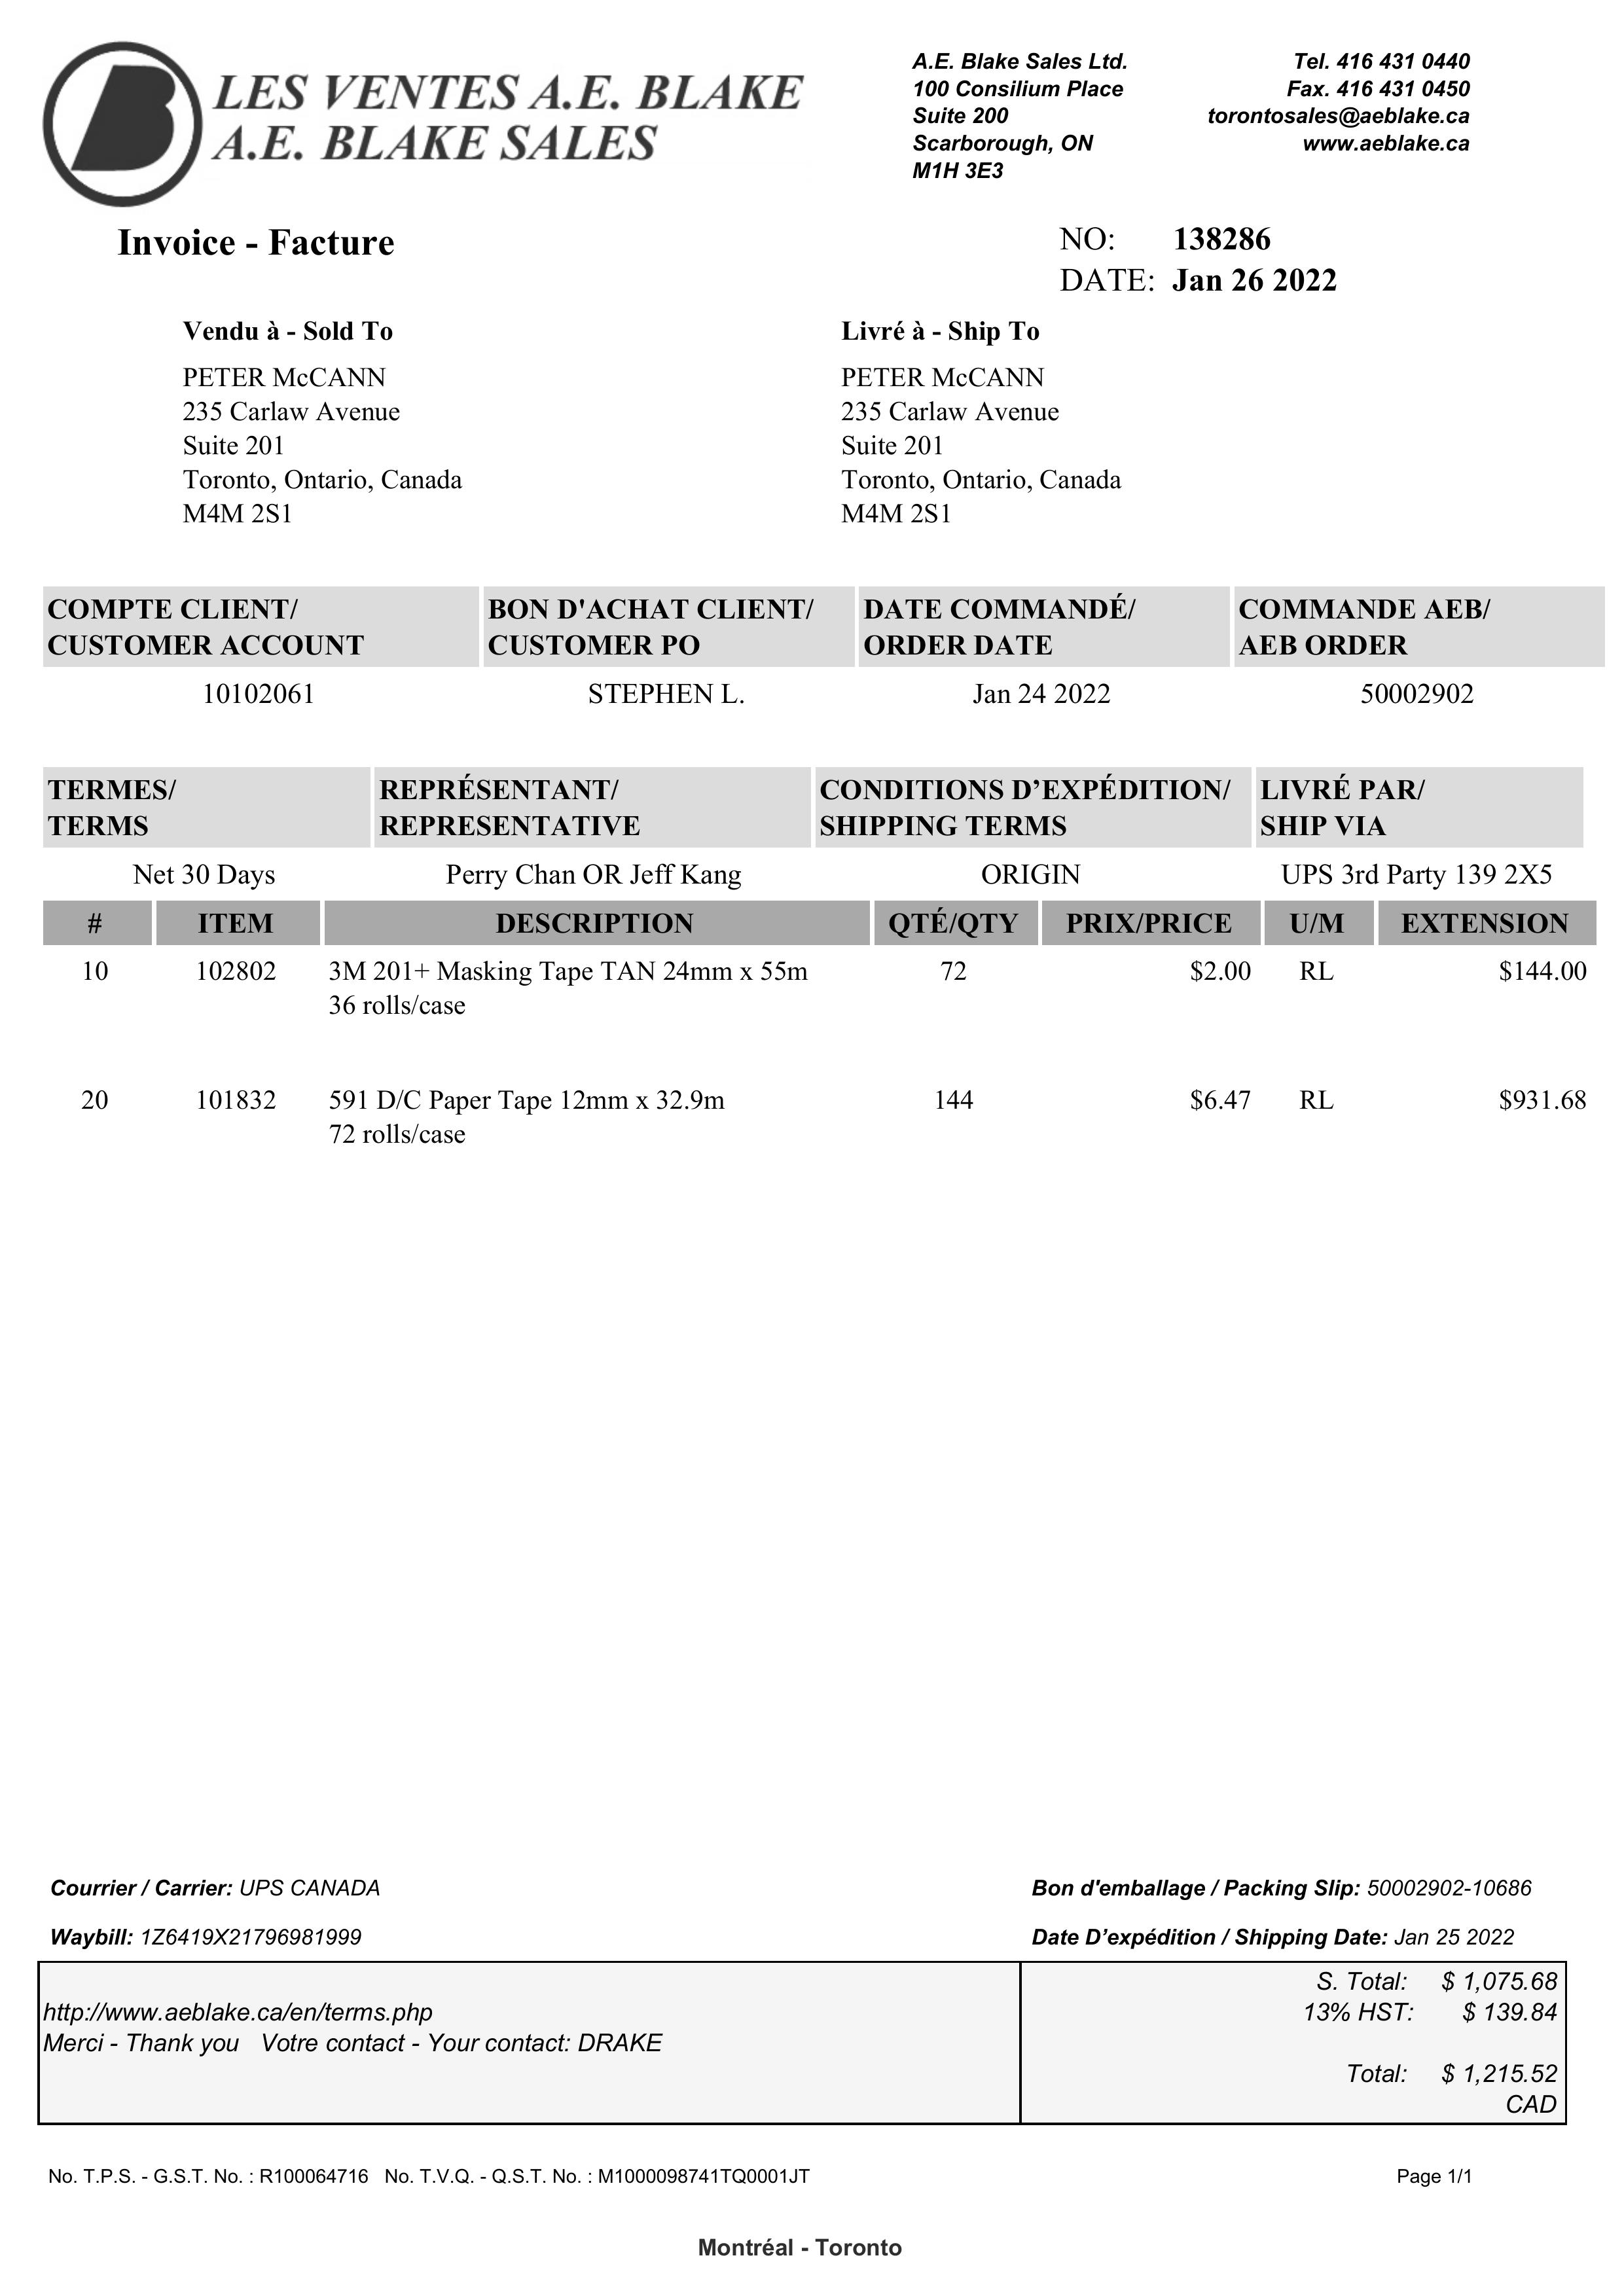 LES VENTES A.E. BLAKE
A.E. BLAKE SALES
A.E. Blake Sales Ltd.
100 Consilium Place
Suite 200
Scarborough, ON
M1H 3E3
Tel. 416 431 0440
Fax. 416 431 0450
torontosales@aeblake.ca
www.aeblake.ca
Invoice - Facture
NO: 138286
DATE: Jan 26 2022
Vendu à - Sold To
PETER McCANN
235 Carlaw Avenue
Suite 201
Toronto, Ontario, Canada
M4M 2S1
Livré à - Ship To
PETER McCANN
235 Carlaw Avenue
Suite 201
Toronto, Ontario, Canada
M4M 2S1
COMPTE CLIENT/ BON D'ACHAT CLIENT/ DATE COMMANDÉ/ COMMANDE AEB/
CUSTOMER ACCOUNT CUSTOMER PO ORDER DATE AEB ORDER
10102061 STEPHEN L. Jan 24 2022 50002902
TERMES/ REPRÉSENTANT/ CONDITIONS D’EXPÉDITION/ LIVRÉ PAR/
TERMS REPRESENTATIVE SHIPPING TERMS SHIP VIA
Net 30 Days Perry Chan OR Jeff Kang ORIGIN UPS 3rd Party 139 2X5
# ITEM DESCRIPTION QTÉ/QTY PRIX/PRICE U/M EXTENSION
10 102802 3M 201+ Masking Tape TAN 24mm x 55m 72 $2.00 RL $144.00
36 rolls/case
20 101832 591 D/C Paper Tape 12mm x 32.9m 144 $6.47 RL $931.68
72 rolls/case
Courrier / Carrier: UPS CANADA
Bon d'emballage / Packing Slip: 50002902-10686
Waybill: 1Z6419X21796981999
Date D’expédition / Shipping Date: Jan 25 2022
http://www.aeblake.ca/en/terms.php
Merci - Thank you Votre contact - Your contact: DRAKE
S. Total: $ 1,075.68
13% HST: $ 139.84
Total: $ 1,215.52
CAD
No. T.P.S. - G.S.T. No. : R100064716 No. T.V.Q. - Q.S.T. No. : M1000098741TQ0001JT
Page 1/1
Montréal - Toronto